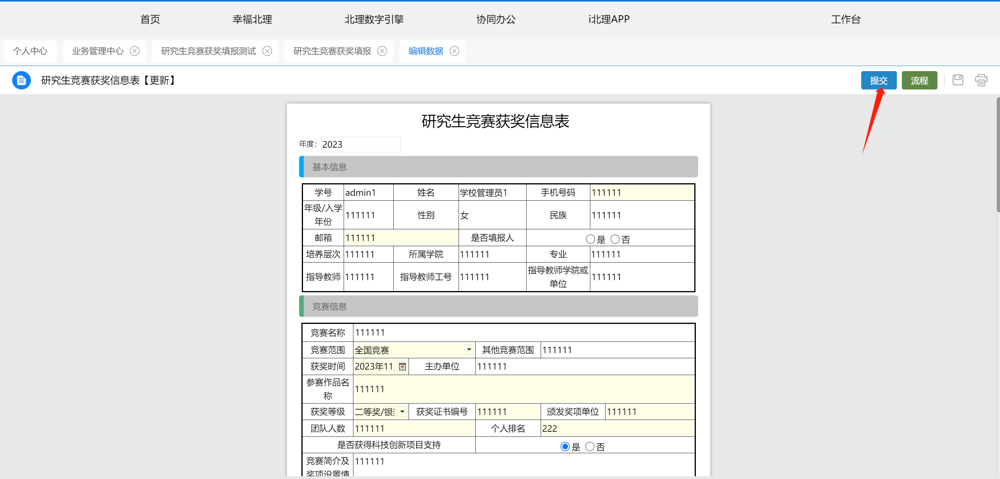 首页 幸福北理 北理数字引擎 协同办公 i北理APP 工作台
个人中心 业务管理中心 研究生竞赛获奖填报测试 研究生竞赛获奖填报 编辑数据
研究生竞赛获奖信息表【更新】 提交 流程
研究生竞赛获奖信息表
年度： 2023
基本信息
学号 admin1 姓名 学校管理员1 手机号码 111111
年级/入学
年份 111111 性别 女 民族 111111
邮箱 111111 是否填报人 是 否
培养层次 111111 所属学院 111111 专业 111111
指导教师 111111 指导教师工号 111111 指导教师学院或
单位 111111
竞赛信息
竞赛名称 111111
竞赛范围 全国竞赛 其他竞赛范围 111111
获奖时间 2023年11 主办单位 111111
参赛作品名
称 111111
获奖等级 二等奖/银 获奖证书编号 111111 颁发奖项单位 111111
团队人数 111111 个人排名 222
是否获得科技创新项目支持 是 否
竞赛简介及 111111
奖项设置情